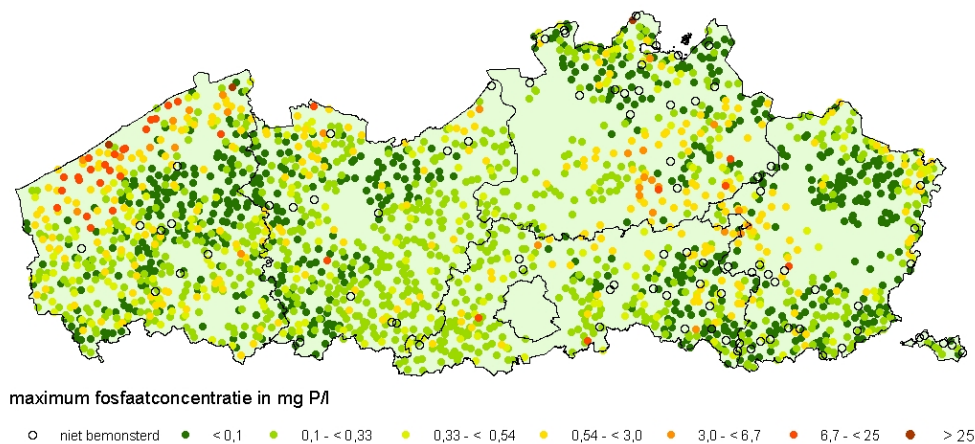 maximum fosfaatconcentratie in mg P/l
niet bemonsterd < 0,1 0,1 - < 0,33 0,33 - < 0,54 0,54 - < 3,0 3,0 - < 6,7 6,7 - < 25 > 25